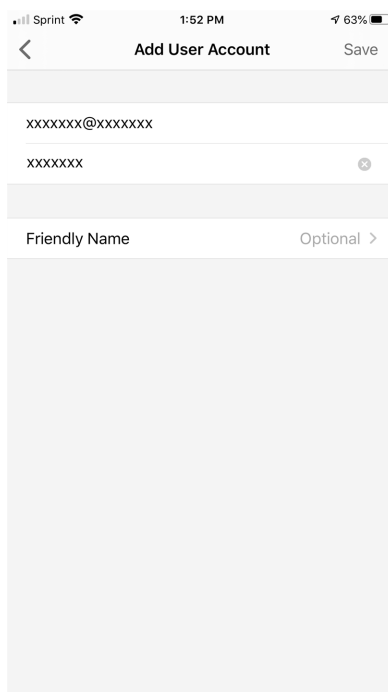 Sprint 1:52 PM 63%
Add User Account Save
xxxxxxx@xxxxxxx
xxxxxxx
Friendly Name Optional